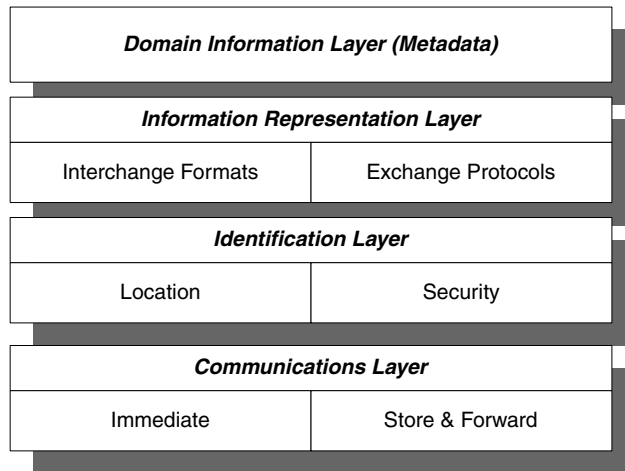 Domain Information Layer (Metadata)
Information Representation Layer
Interchange Formats
Exchange Protocols
Identification Layer
Location
Security
Communications Layer
Immediate
Store & Forward